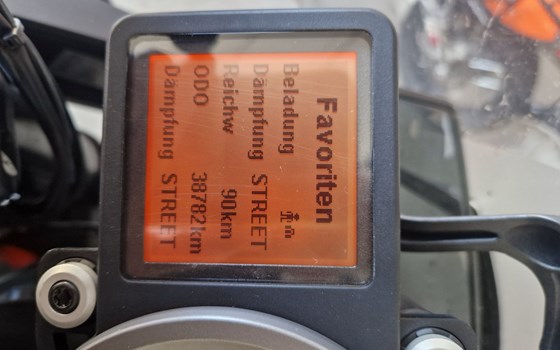 Favoriten
Beladung
Dämpfung STREET
Reichw 90km
ODO 38782km
Dämpfung STREET